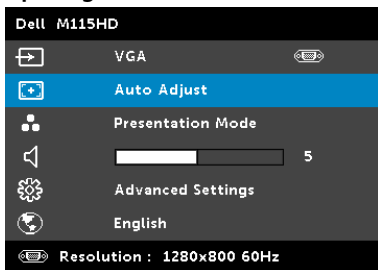 Dell M115HD
VGA
Auto Adjust
Presentation Mode
5
Advanced Settings
English
Resolution : 1280x800 60Hz